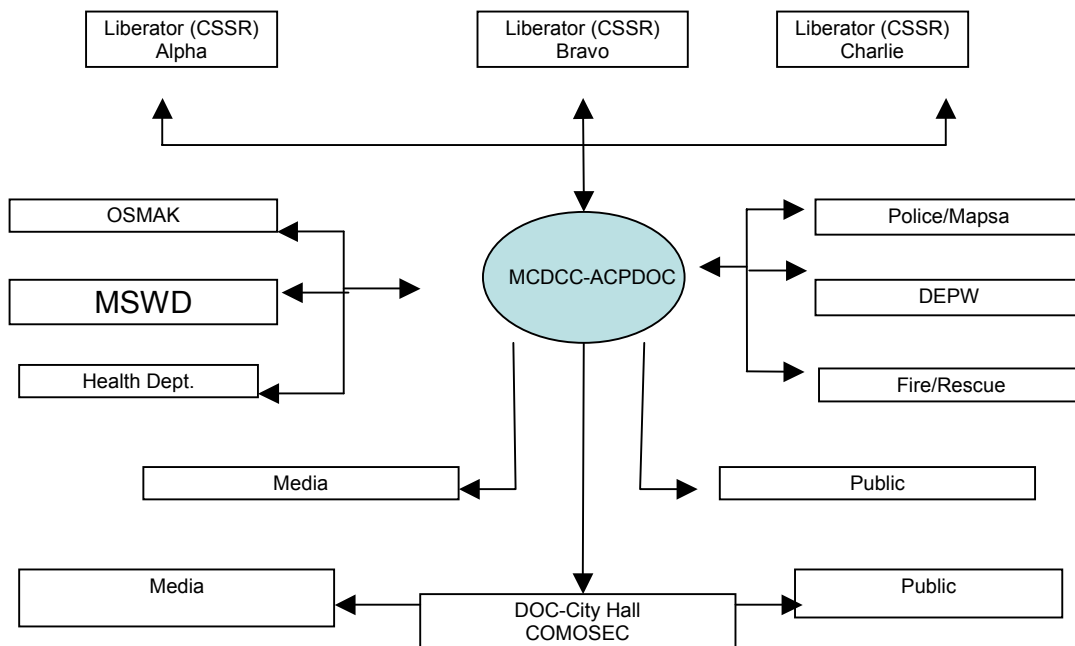 Liberator (CSSR)
Alpha
Liberator (CSSR)
Bravo
Liberator (CSSR)
Charlie
OSMAK
MSWD
Health Dept.
MCDCC-ACPDOC
Police/Mapsa
DEPW
Fire/Rescue
Media
Public
Media
DOC-City Hall
COMOSEC
Public